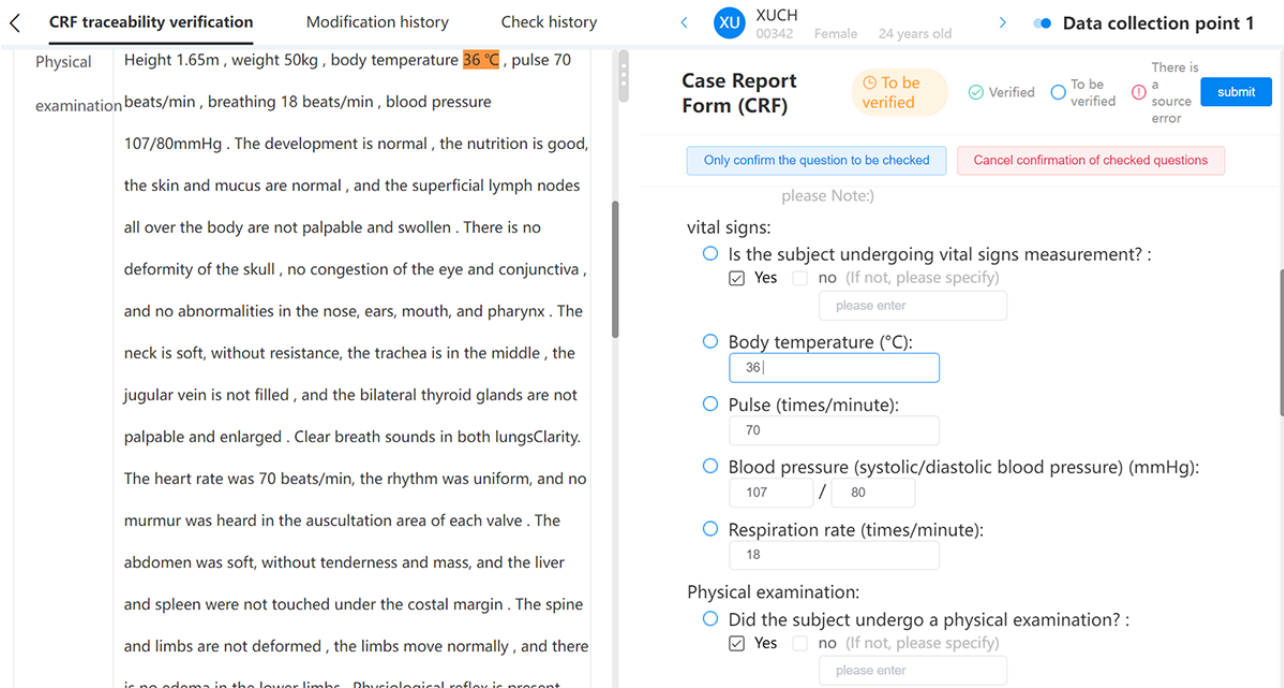 CRF traceability verification Modification history Check history
Physical examination
Height 1.65m , weight 50kg , body temperature 36 ℃ , pulse 70
beats/min , breathing 18 beats/min , blood pressure
107/80mmHg . The development is normal , the nutrition is good,
the skin and mucus are normal , and the superficial lymph nodes
all over the body are not palpable and swollen . There is no
deformity of the skull , no congestion of the eye and conjunctiva ,
and no abnormalities in the nose, ears, mouth, and pharynx . The
neck is soft, without resistance, the trachea is in the middle , the
jugular vein is not filled , and the bilateral thyroid glands are not
palpable and enlarged . Clear breath sounds in both lungsClarity.
The heart rate was 70 beats/min, the rhythm was uniform, and no
murmur was heard in the auscultation area of each valve . The
abdomen was soft, without tenderness and mass, and the liver
and spleen were not touched under the costal margin . The spine
and limbs are not deformed , the limbs move normally , and there
is no edema in the lower limbs . Physiological reflex is present
XU XUCH
00342 Female 24 years old
Data collection point 1
Case Report
Form (CRF)
To be
verified
Verified
To be
verified
There is
a
source
error
submit
Only confirm the question to be checked
Cancel confirmation of checked questions
please Note:)
vital signs:
Is the subject undergoing vital signs measurement? :
Yes no (If not, please specify)
please enter
Body temperature (°C):
36
Pulse (times/minute):
70
Blood pressure (systolic/diastolic blood pressure) (mmHg):
107 / 80
Respiration rate (times/minute):
18
Physical examination:
Did the subject undergo a physical examination? :
Yes no (If not, please specify)
please enter